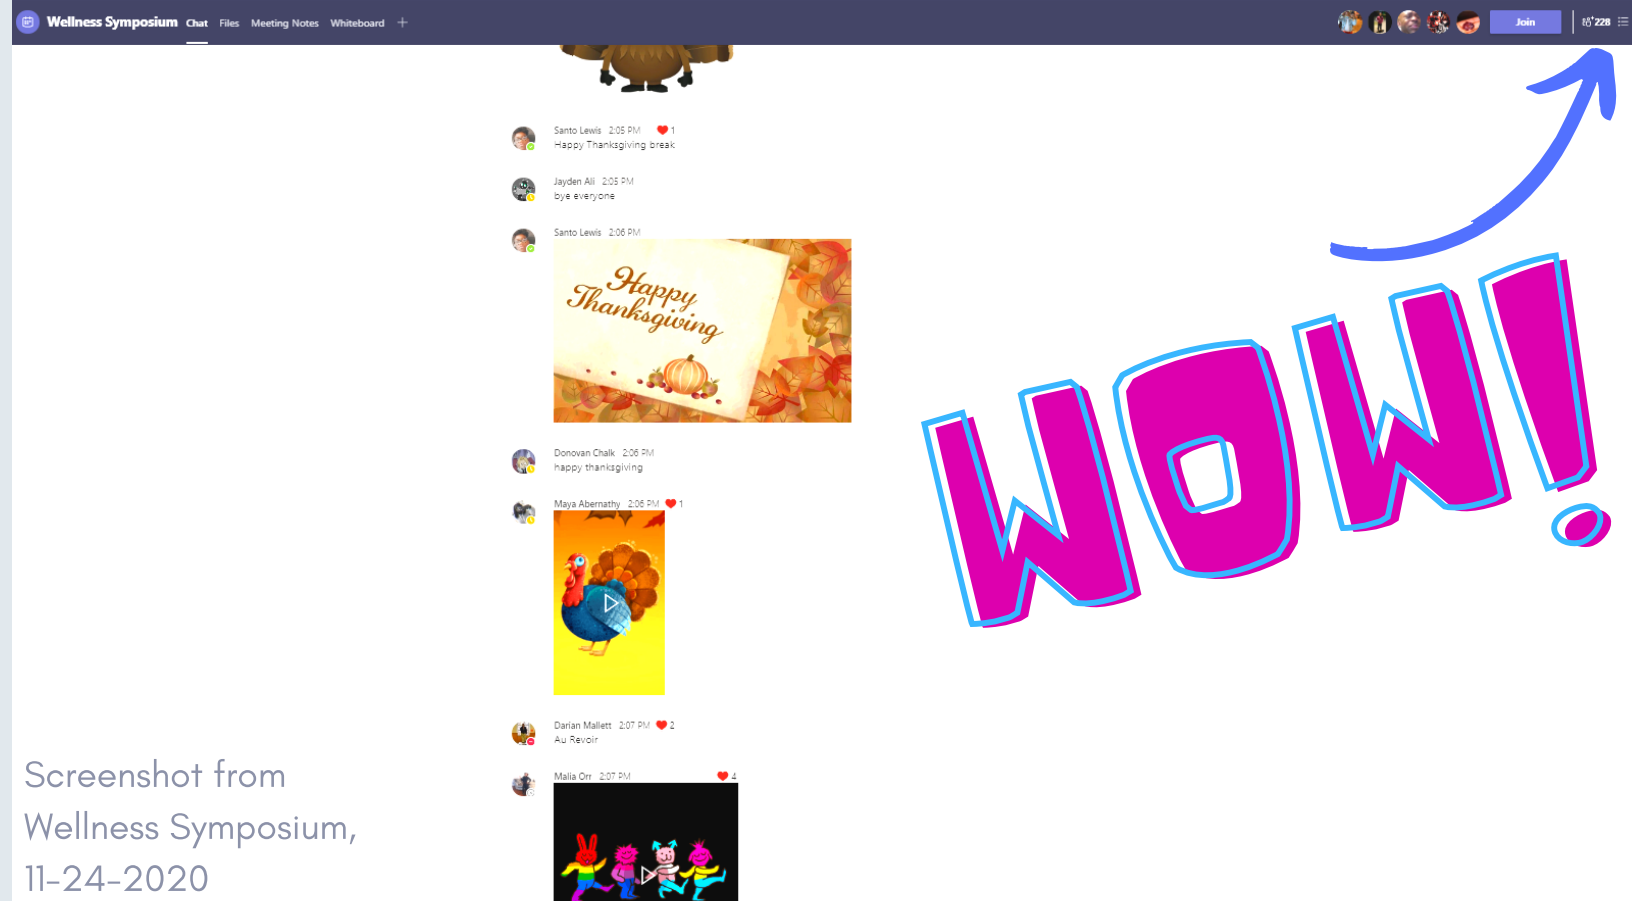 Wellness Symposium Chat Files Meeting Notes Whiteboard +
Join
228
Santo Lewis 2:05 PM 1
Happy Thanksgiving break
Jayden Ali 2:05 PM
bye everyone
Santo Lewis 2:06 PM
Happy
Thanksgiving
Donovan Chalk 2:06 PM
happy thanksgiving
Maya Abernathy 2:06 PM 1
Darian Mallett 2:07 PM 2
Au Revoir
Malia Orr 2:07 PM 4
WOW!
Screenshot from
Wellness Symposium,
11-24-2020